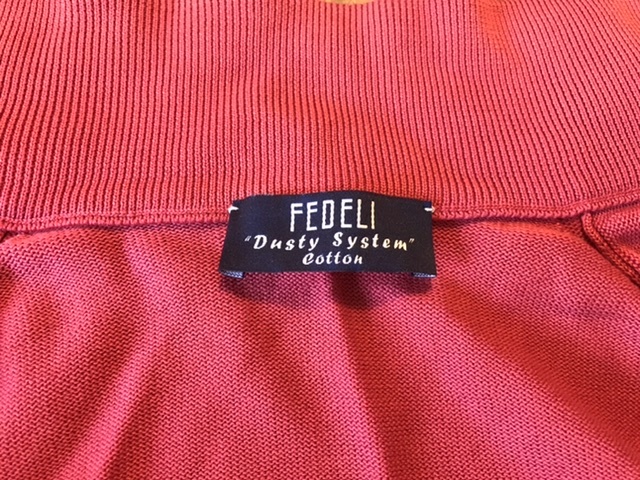 FEDELI
"Dusty System"
Cotton